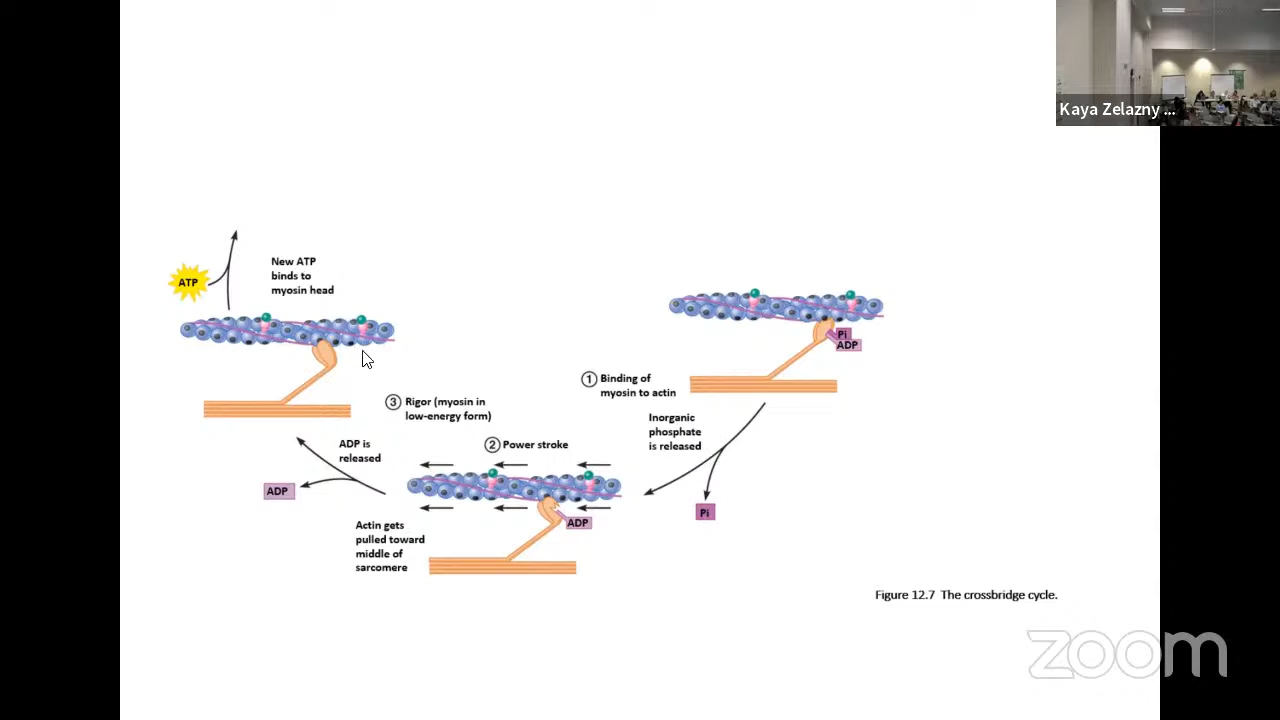 Kaya Zelazny ...
ATP
New ATP
binds to
myosin head
Pi
ADP
① Binding of
myosin to actin
Inorganic
phosphate
is released
Pi
② Power stroke
ADP
Actin gets
pulled toward
middle of
sarcomere
ADP is
released
ADP
③ Rigor (myosin in
low-energy form)
Figure 12.7 The crossbridge cycle.
zoom